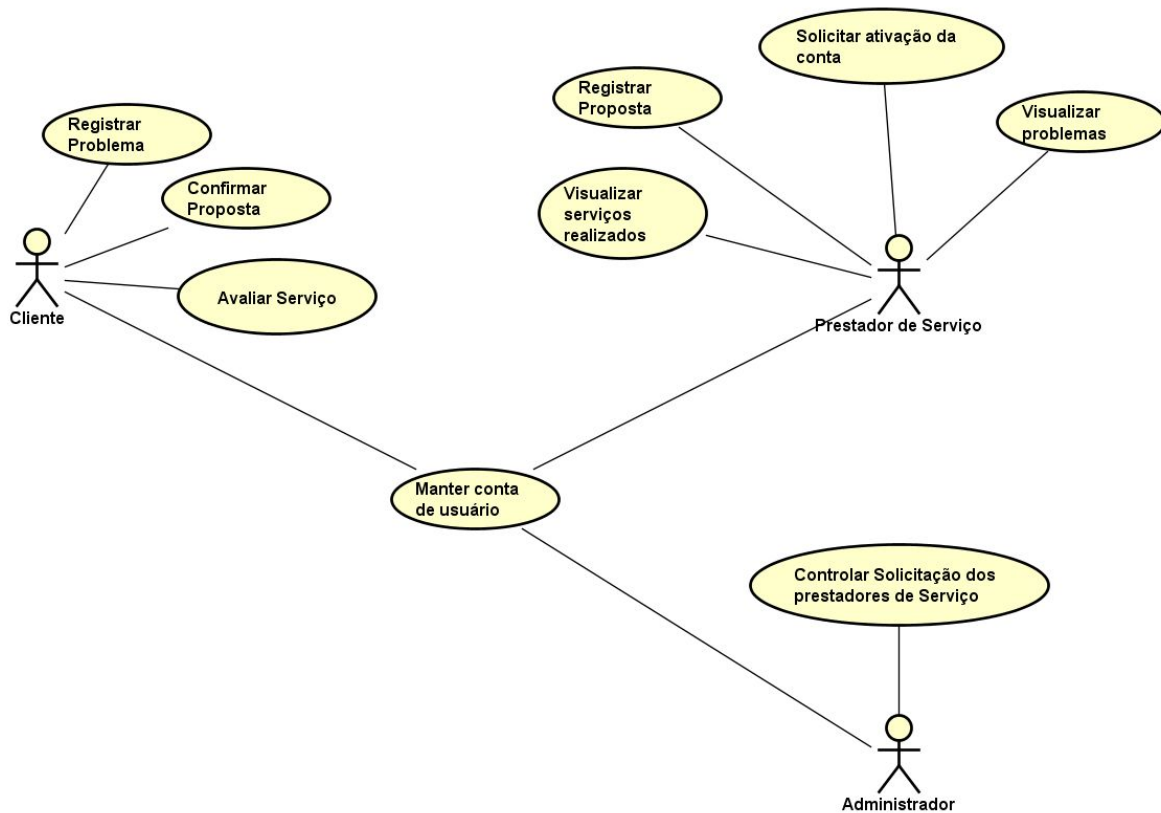 Solicitar ativação da
conta
Registrar
Proposta
Visualizar
problemas
Registrar
Problema
Confirmar
Proposta
Visualizar
serviços
realizados
Avaliar Serviço
Cliente
Prestador de Serviço
Manter conta
de usuário
Controlar Solicitação dos
prestadores de Serviço
Administrador